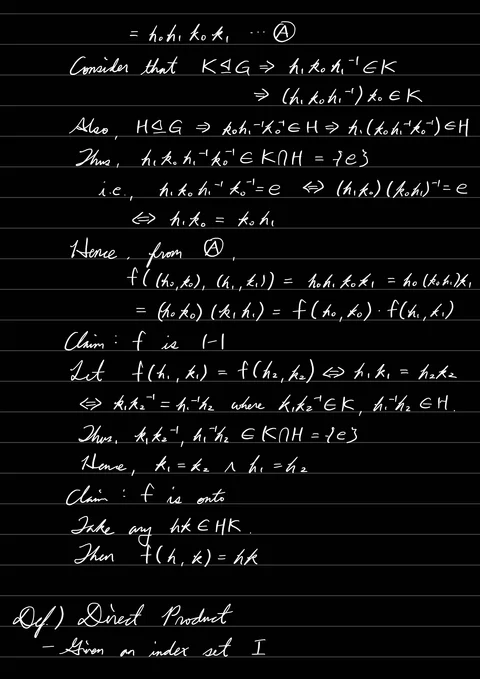 = h₀h₁k₀k₁ ⋯ Ⓐ
Consider that K⊴G ⇒ h₁k₀h₁⁻¹∈K
⇒ (h₁k₀h₁⁻¹)k₀∈K
Also, H⊴G ⇒ k₀h₁⁻¹k₀⁻¹∈H ⇒ h₁(k₀h₁⁻¹k₀⁻¹)∈H
Thus, h₁k₀h₁⁻¹k₀⁻¹∈K∩H = {e}
i.e., h₁k₀h₁⁻¹k₀⁻¹=e ⇔ (h₁k₀)(k₀h₁)⁻¹=e
⇔ h₁k₀ = k₀h₁
Hence, from Ⓐ,
f((h₀,k₀), (h₁,k₁)) = h₀h₁k₀k₁ = h₀(k₀h₁)k₁
= (h₀k₀)(k₁h₁) = f(h₀,k₀)·f(h₁,k₁)
Claim : f is 1-1
Let f(h₁,k₁) = f(h₂,k₂) ⇔ h₁k₁ = h₂k₂
⇔ k₁k₂⁻¹ = h₁⁻¹h₂ where k₁k₂⁻¹∈K, h₁⁻¹h₂∈H.
Thus, k₁k₂⁻¹, h₁⁻¹h₂ ∈ K∩H = {e}
Hence, k₁=k₂ ∧ h₁=h₂
Claim : f is onto
Take any hk∈HK.
Then f(h,k)=hk
Def) Direct Product
- Given an index set I